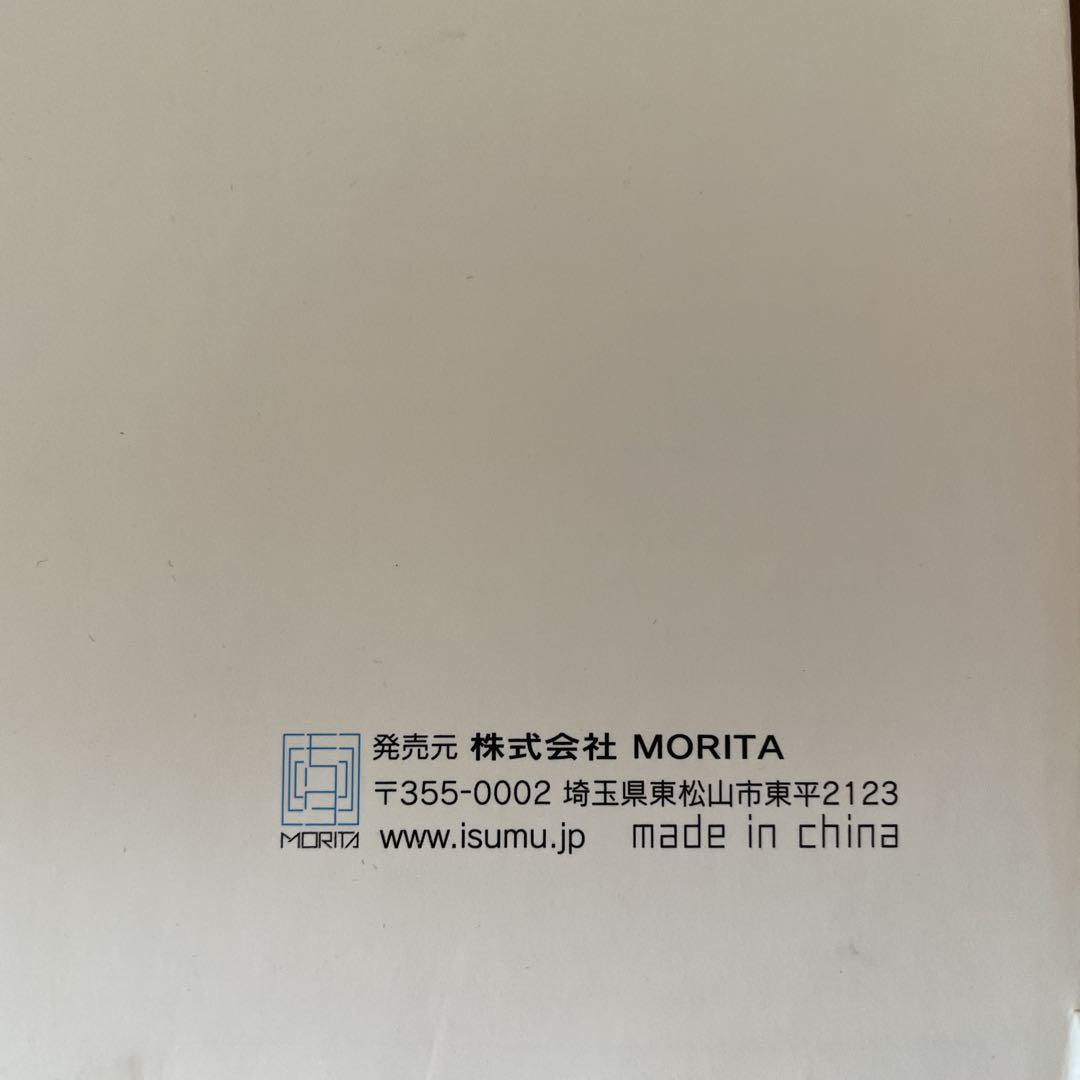 発売元 株式会社 MORITA
〒355-0002 埼玉県東松山市東平2123
MORITA www.isumu.jp made in china